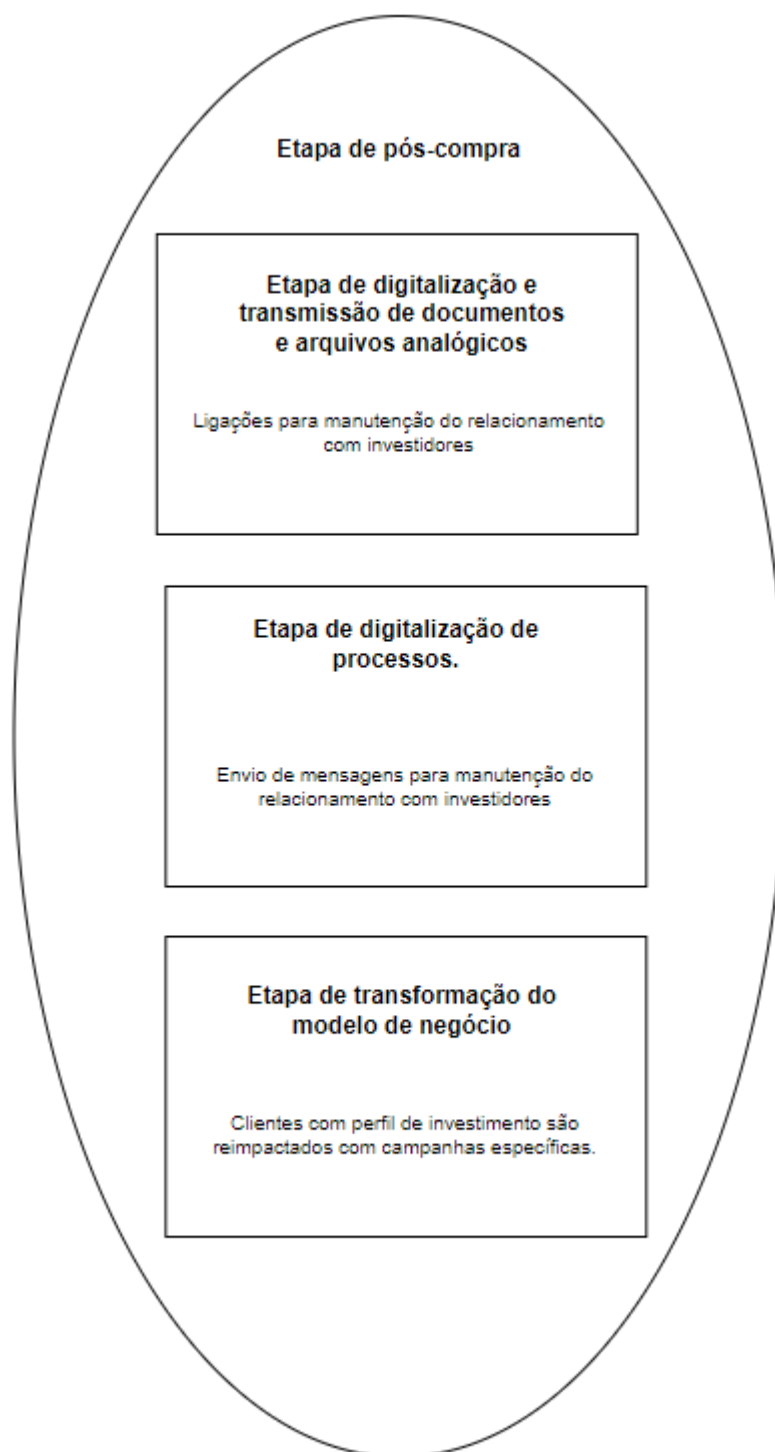 Etapa de pós-compra
Etapa de digitalização e
transmissão de documentos
e arquivos analógicos
Ligações para manutenção do relacionamento
com investidores
Etapa de digitalização de
processos.
Envio de mensagens para manutenção do
relacionamento com investidores
Etapa de transformação do
modelo de negócio
Clientes com perfil de investimento são
reimpactados com campanhas específicas.